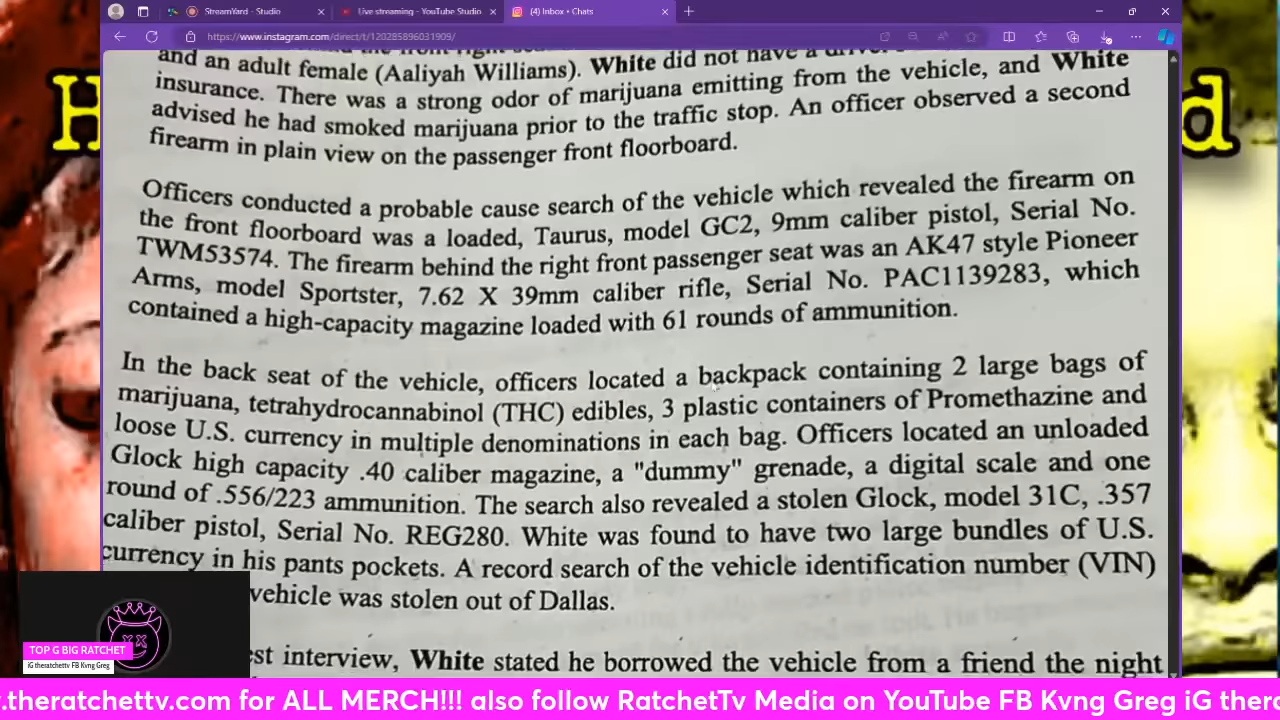 StreamYard - Studio
Live streaming - YouTube Studio
(4) Inbox • Chats
https://www.instagram.com/direct/t/120285896031909/
H
d
and an adult female (Aaliyah Williams). White did not have a
insurance. There was a strong odor of marijuana emitting from the vehicle, and White
advised he had smoked marijuana prior to the traffic stop. An officer observed a second
firearm in plain view on the passenger front floorboard.
Officers conducted a probable cause search of the vehicle which revealed the firearm on
the front floorboard was a loaded, Taurus, model GC2, 9mm caliber pistol, Serial No.
TWM53574. The firearm behind the right front passenger seat was an AK47 style Pioneer
Arms, model Sportster, 7.62 X 39mm caliber rifle, Serial No. PAC1139283, which
contained a high-capacity magazine loaded with 61 rounds of ammunition.
In the back seat of the vehicle, officers located a backpack containing 2 large bags of
marijuana, tetrahydrocannabinol (THC) edibles, 3 plastic containers of Promethazine and
loose U.S. currency in multiple denominations in each bag. Officers located an unloaded
Glock high capacity .40 caliber magazine, a "dummy" grenade, a digital scale and one
round of .556/223 ammunition. The search also revealed a stolen Glock, model 31C, .357
caliber pistol, Serial No. REG280. White was found to have two large bundles of U.S.
currency in his pants pockets. A record search of the vehicle identification number (VIN)
vehicle was stolen out of Dallas.
est interview, White stated he borrowed the vehicle from a friend the night
TOP G BIG RATCHET
iG theratchettv FB Kvng Greg
.theratchettv.com for ALL MERCH!!! also follow RatchetTv Media on YouTube FB Kvng Greg iG thera